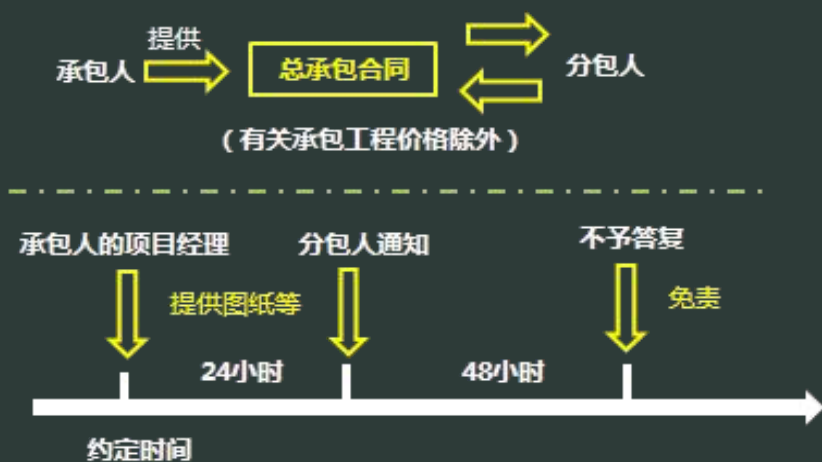 提供
承包人
总承包合同
分包人
（有关承包工程价格除外）
承包人的项目经理
分包人通知
不予答复
提供图纸等
免责
24小时
48小时
约定时间